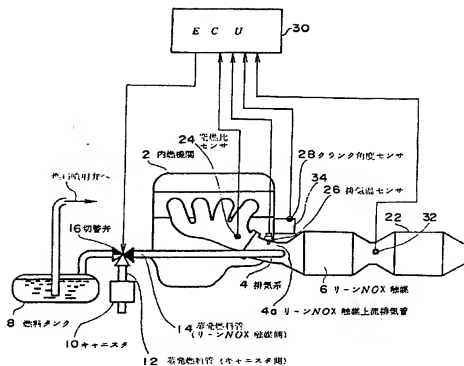 ECU
30
24 空燃比
センサ
2 内燃機関
28 クランク角度センサ
34
26 排気温センサ
燃料噴射弁へ
22
16 切替弁
32
4 排気系
6 リーンNOX触媒
4a リーンNOX触媒上流排気管
14 蒸発燃料管
(リーンNOX触媒側)
8 燃料タンク
10 キャニスタ
12 蒸発燃料管(キャニスタ側)